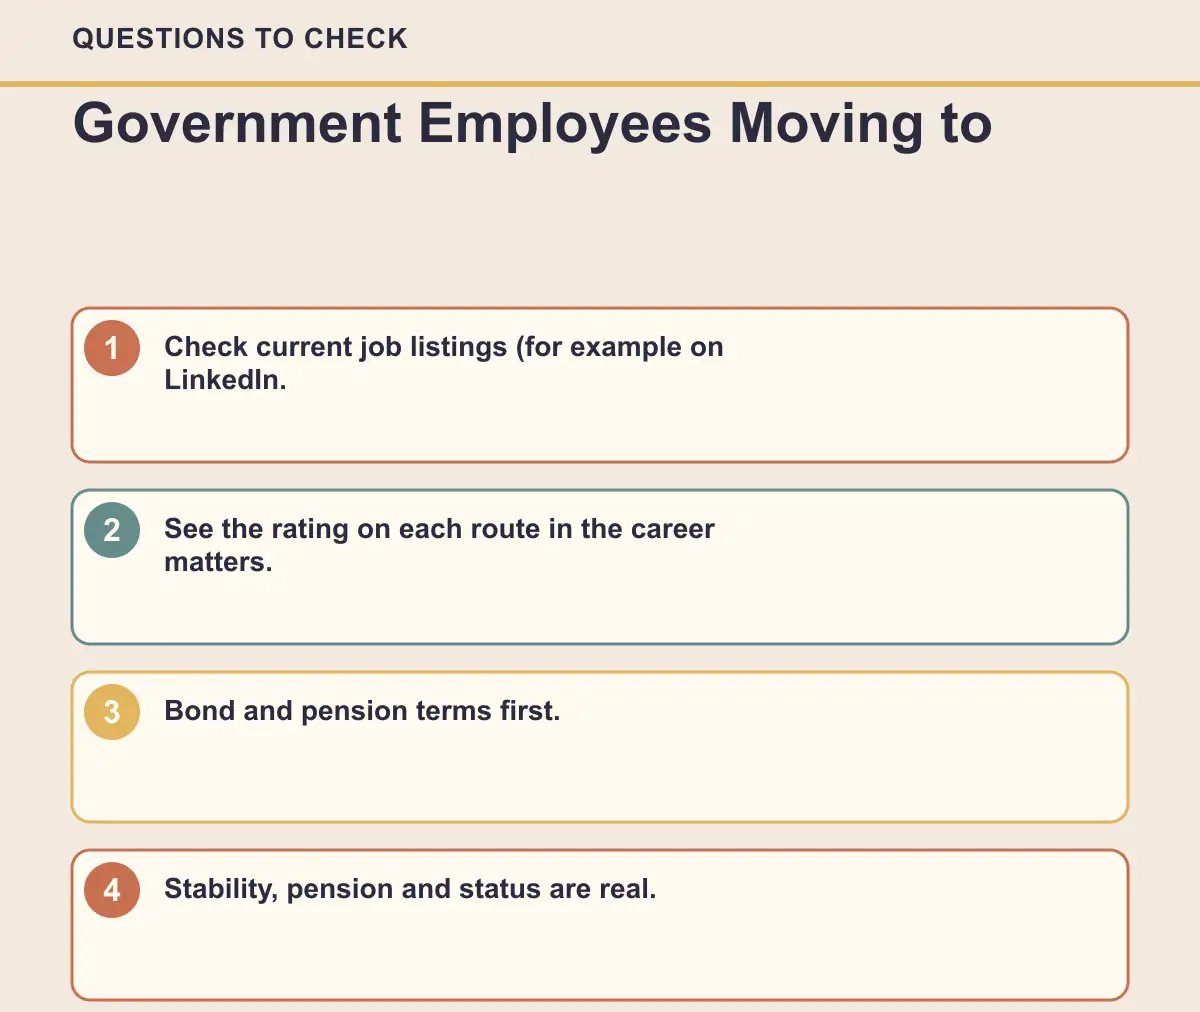 QUESTIONS TO CHECK
Government Employees Moving to
1
Check current job listings (for example on
LinkedIn.
2
See the rating on each route in the career
matters.
3
Bond and pension terms first.
4
Stability, pension and status are real.